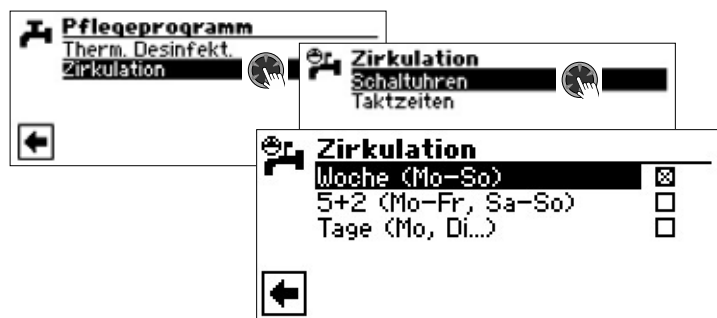 Pflegeprogramm
Therm. Desinfekt.
Zirkulation
Zirkulation
Schaltuhren
Taktzeiten
Zirkulation
Woche (Mo-So)
5+2 (Mo-Fr, Sa-So)
Tage (Mo, Di...)